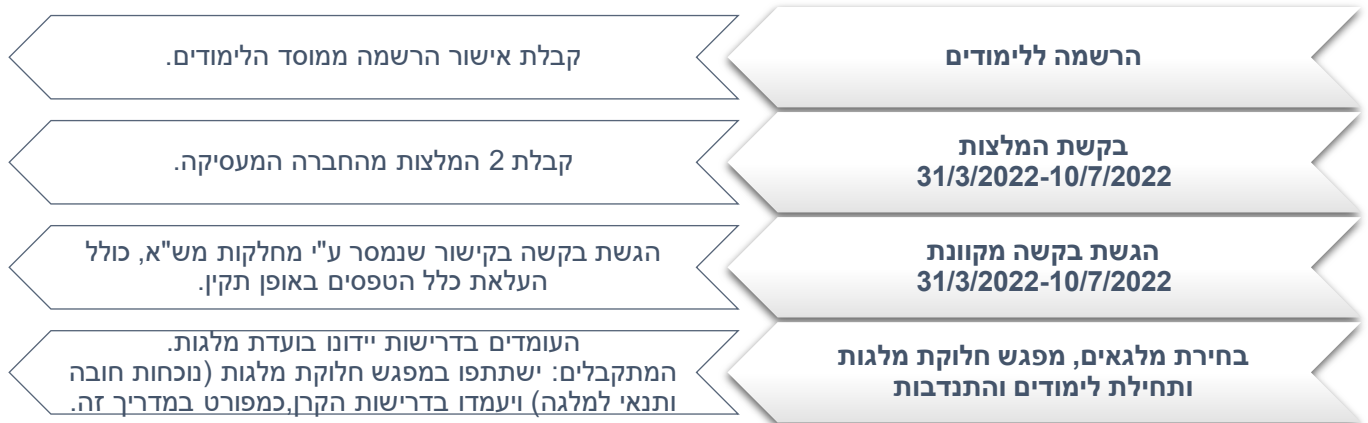 הרשמה ללימודים
קבלת אישור הרשמה ממוסד הלימודים.
בקשת המלצות
31/3/2022-10/7/2022
קבלת 2 המלצות מהחברה המעסיקה.
הגשת בקשה מקוונת
31/3/2022-10/7/2022
הגשת בקשה בקישור שנמסר ע"י מחלקות מש"א, כולל
העלאת כלל הטפסים באופן תקין.
בחירת מלגאים, מפגש חלוקת מלגות
ותחילת לימודים והתנדבות
העומדים בדרישות יידונו בועדת מלגות.
המתקבלים: ישתתפו במפגש חלוקת מלגות (נוכחות חובה
ותנאי למלגה) ויעמדו בדרישות הקרן,כמפורט במדריך זה.